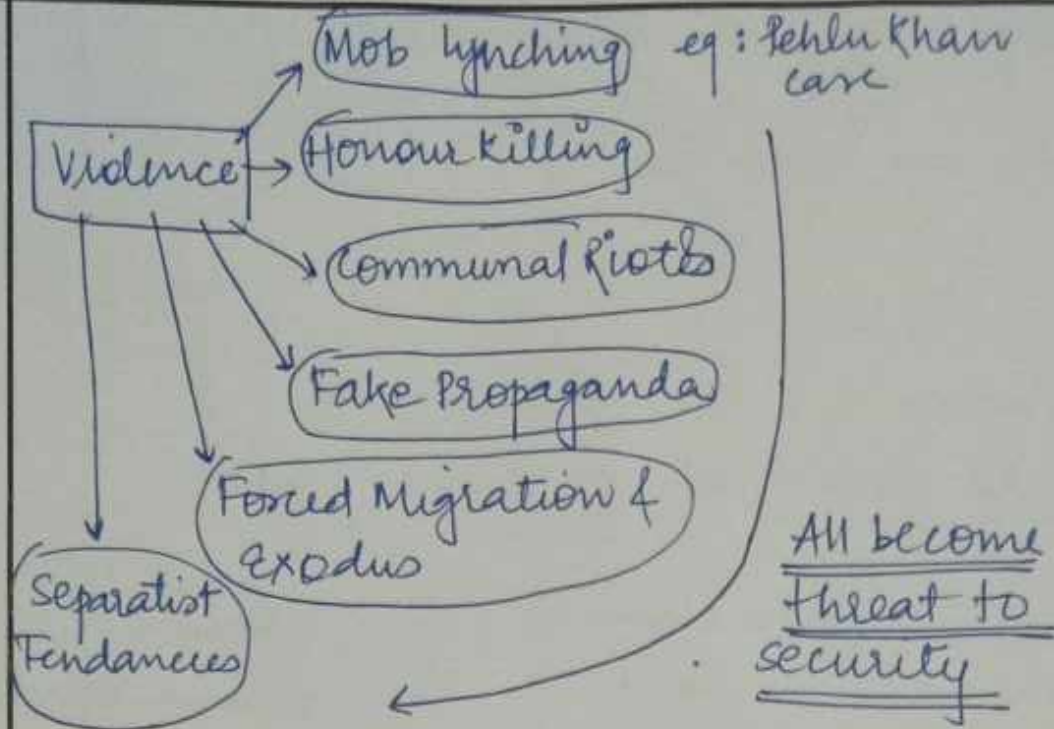 Mob lynching eg: Pehlu Khan
case
Violence
Honour killing
Communal Riots
Fake Propaganda
Forced Migration &
Exodus
Separatist
Tendancies
All become
threat to
security